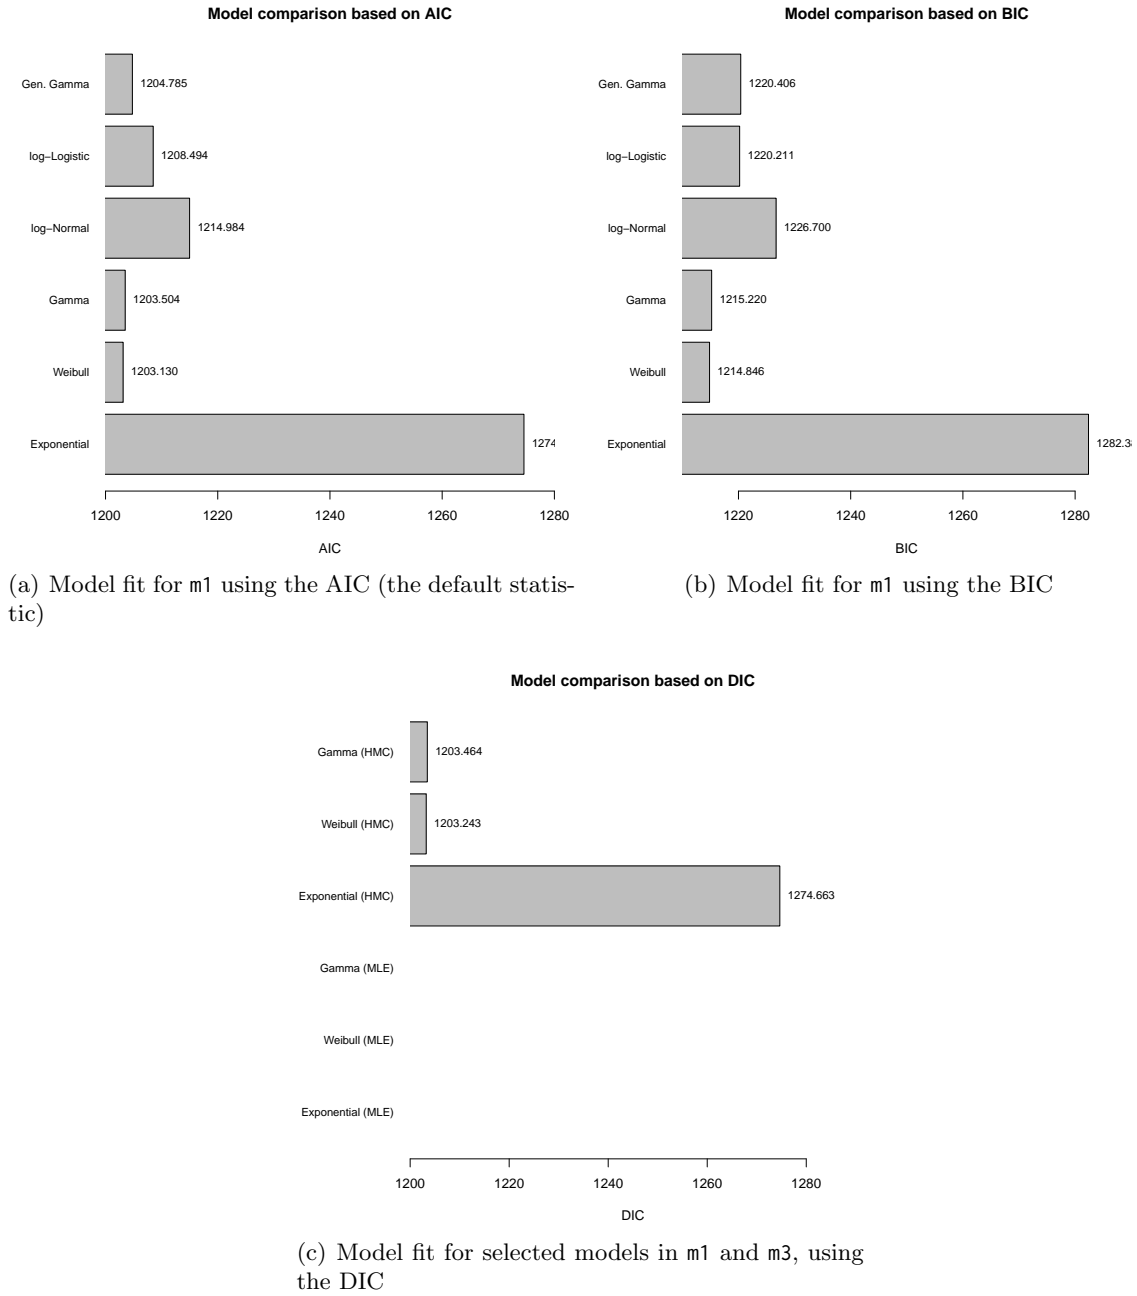 Model comparison based on AIC
Gen. Gamma
1204.785
log−Logistic
1208.494
log−Normal
1214.984
Gamma
1203.504
Weibull
1203.130
Exponential
1274
1200
1220
1240
1260
1280
AIC
(a) Model fit for m1 using the AIC (the default statis-
tic)
Model comparison based on BIC
Gen. Gamma
1220.406
log−Logistic
1220.211
log−Normal
1226.700
Gamma
1215.220
Weibull
1214.846
Exponential
1282.3
1220
1240
1260
1280
BIC
(b) Model fit for m1 using the BIC
Model comparison based on DIC
Gamma (HMC)
1203.464
Weibull (HMC)
1203.243
Exponential (HMC)
1274.663
Gamma (MLE)
Weibull (MLE)
Exponential (MLE)
1200
1220
1240
1260
1280
DIC
(c) Model fit for selected models in m1 and m3, using
the DIC